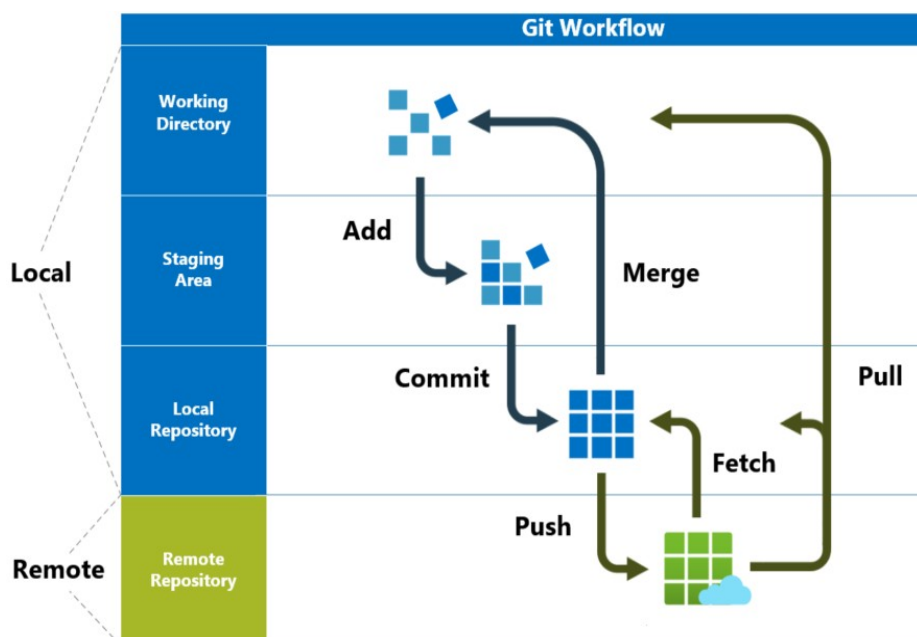 Git Workflow
Working
Directory
Add
Staging
Area
Local
Merge
Commit
Pull
Local
Repository
Fetch
Push
Remote
Remote
Repository